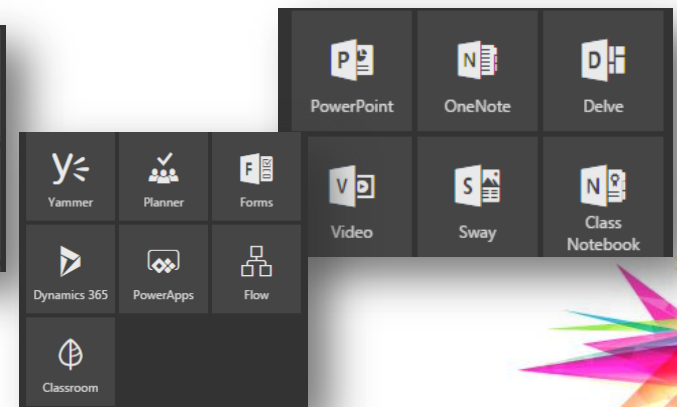 PowerPoint OneNote Delve
Video Sway Class
Notebook
Yammer Planner Forms
Dynamics 365 PowerApps Flow
Classroom